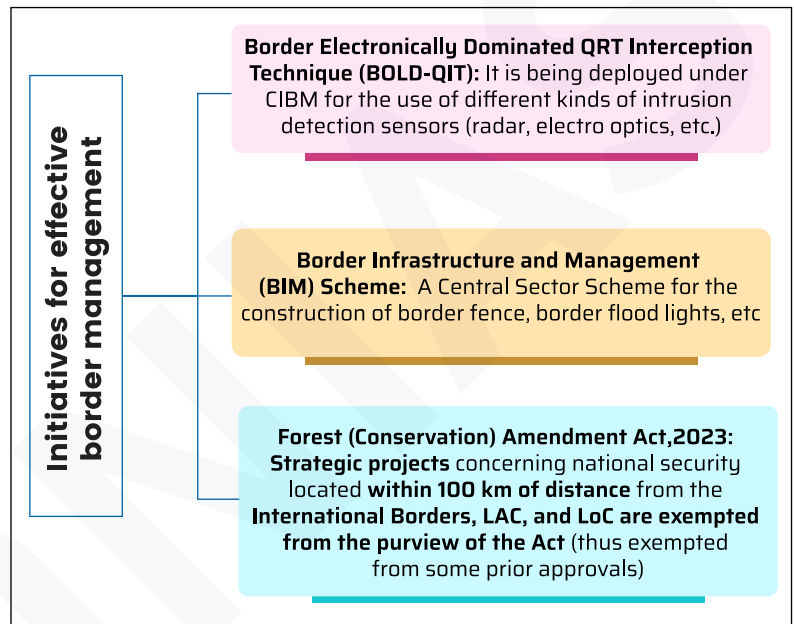 Initiatives for effective
border management
Border Electronically Dominated QRT Interception
Technique (BOLD-QIT): It is being deployed under
CIBM for the use of different kinds of intrusion
detection sensors (radar, electro optics, etc.)
Border Infrastructure and Management
(BIM) Scheme: A Central Sector Scheme for the
construction of border fence, border flood lights, etc
Forest (Conservation) Amendment Act,2023:
Strategic projects concerning national security
located within 100 km of distance from the
International Borders, LAC, and LoC are exempted
from the purview of the Act (thus exempted
from some prior approvals)